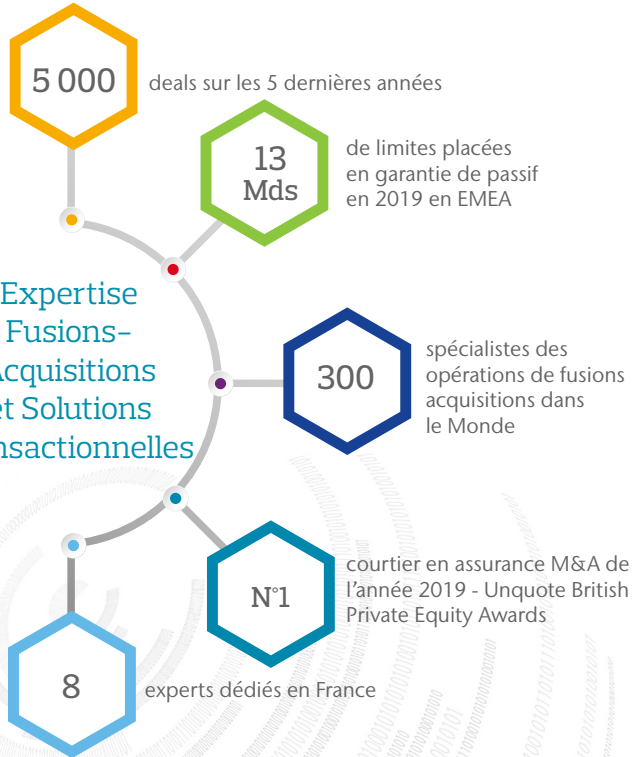 5 000
deals sur les 5 dernières années
13
Mds
de limites placées
en garantie de passif
en 2019 en EMEA
Expertise
Fusions-
cquisitions
et Solutions
nsactionnelles
300
spécialistes des
opérations de fusions
acquisitions dans
le Monde
N°1
courtier en assurance M&A de
l'année 2019 - Unquote British
Private Equity Awards
8
experts dédiés en France